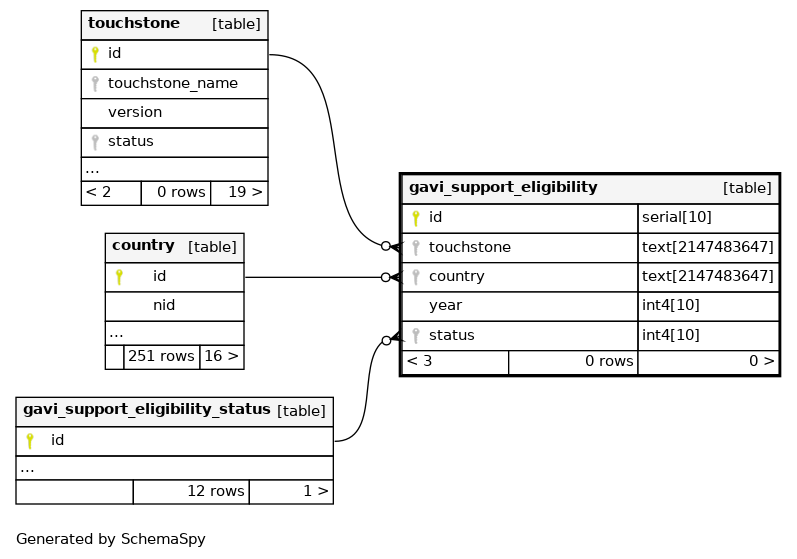 touchstone [table]
id
touchstone_name
version
status
...
< 2 0 rows 19 >
country [table]
id
nid
...
251 rows 16 >
gavi_support_eligibility_status [table]
id
...
12 rows 1 >
gavi_support_eligibility [table]
id serial[10]
touchstone text[2147483647]
country text[2147483647]
year int4[10]
status int4[10]
< 3 0 rows 0 >
Generated by SchemaSpy